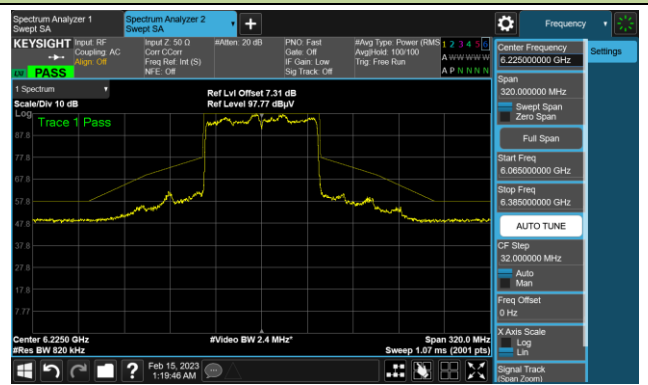 Spectrum Analyzer 1
Swept SA
Spectrum Analyzer 2
Swept SA
Frequency
KEYSIGHT
Input: RF
Coupling: AC
Align: Off
Input Z: 50 Ω
Corr CCorr
Freq Ref: Int (S)
NFE: Off
#Atten: 20 dB
PNO: Fast
Gate: Off
IF Gain: Low
Sig Track: Off
#Avg Type: Power (RMS
Avg|Hold: 100/100
Trig: Free Run
1 2 3 4 5 6
A W W W W W
A P N N N N
PASS
1 Spectrum
Scale/Div 10 dB
Ref Lvl Offset 7.31 dB
Ref Level 97.77 dBµV
Log
Trace 1 Pass
87.8
77.8
67.8
57.8
47.8
37.8
27.8
17.8
7.77
Center 6.2250 GHz
#Res BW 820 kHz
#Video BW 2.4 MHz*
Span 320.0 MHz
Sweep 1.07 ms (2001 pts)
Feb 15, 2023
1:19:46 AM
Center Frequency
6.225000000 GHz
Settings
Span
320.000000 MHz
Swept Span
Zero Span
Full Span
Start Freq
6.065000000 GHz
Stop Freq
6.385000000 GHz
AUTO TUNE
CF Step
32.000000 MHz
Auto
Man
Freq Offset
0 Hz
X Axis Scale
Log
Lin
Signal Track
(Span Zoom)